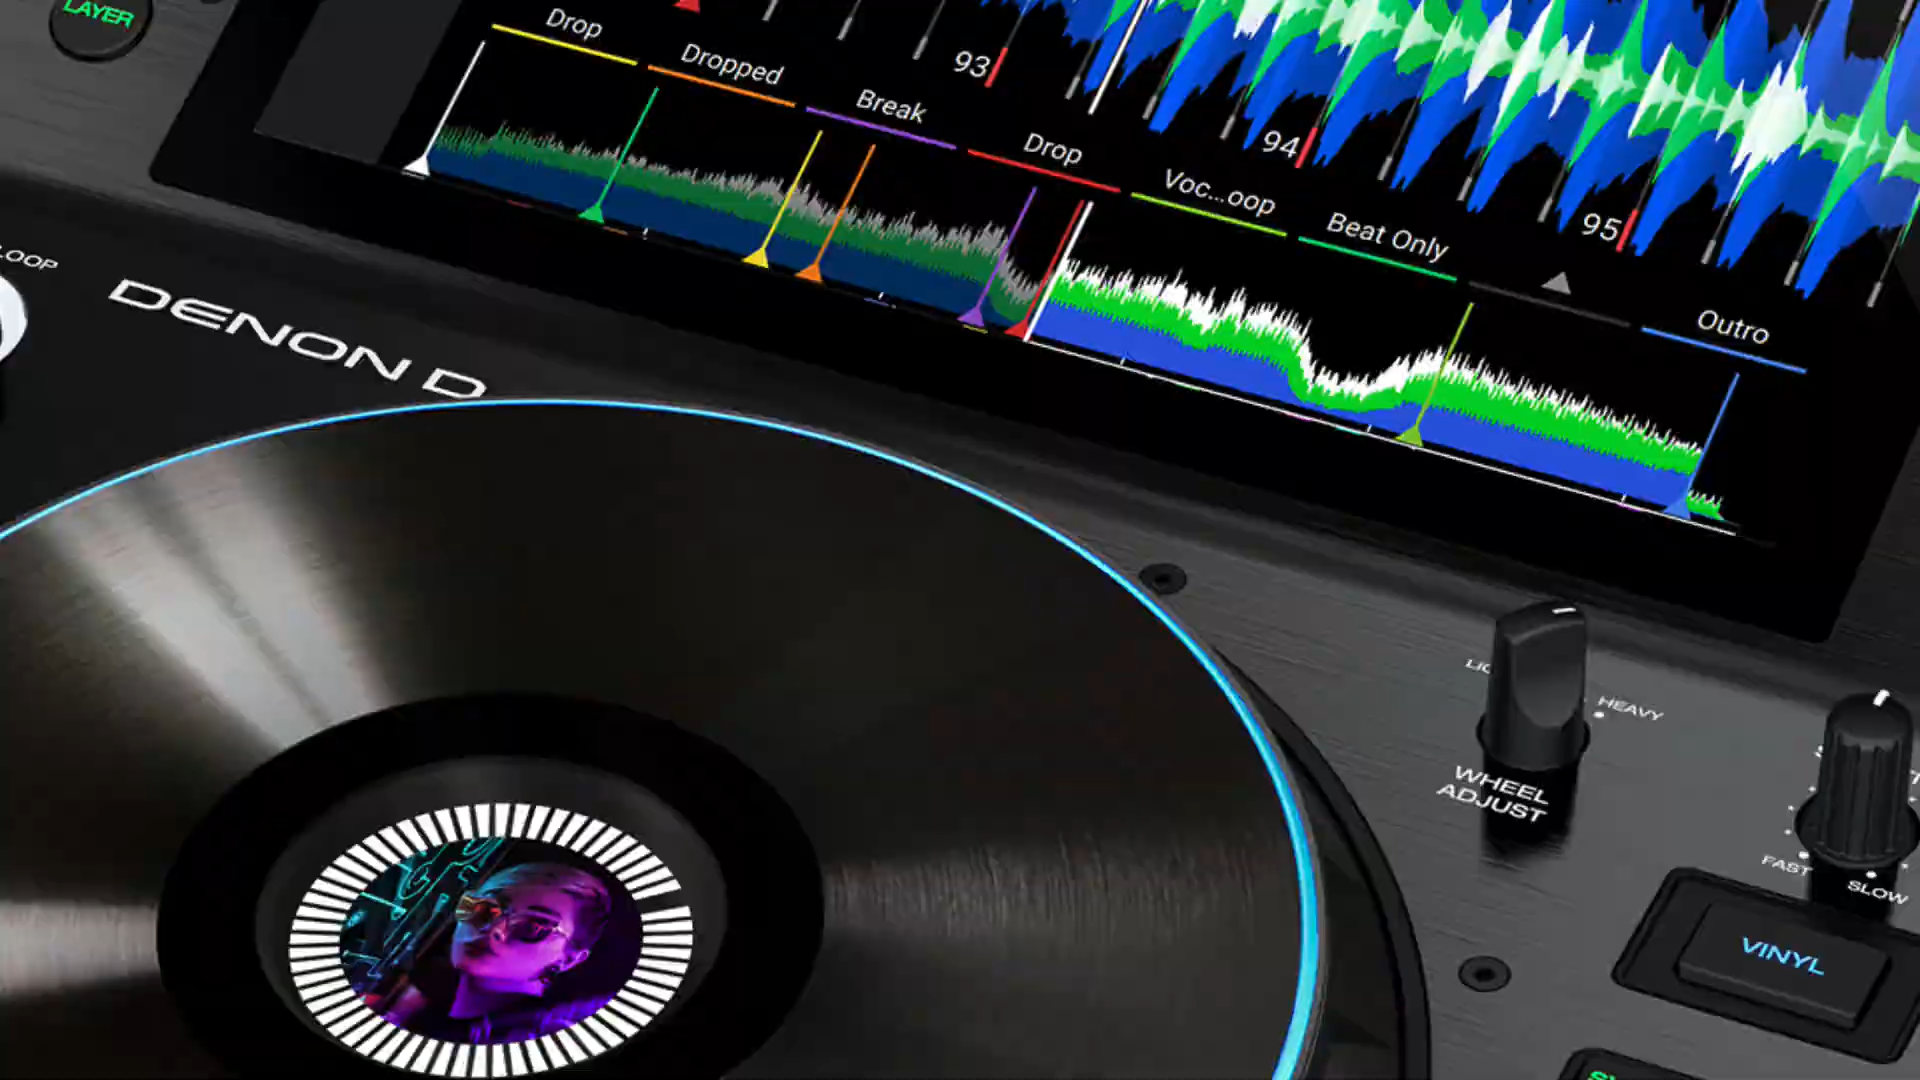 LAYER
Drop
Dropped
Break
Drop
Voc...oop
Beat Only
Outro
93
94
95
LOOP
DENON D
HEAVY
WHEEL
ADJUST
FAST
SLOW
VINYL